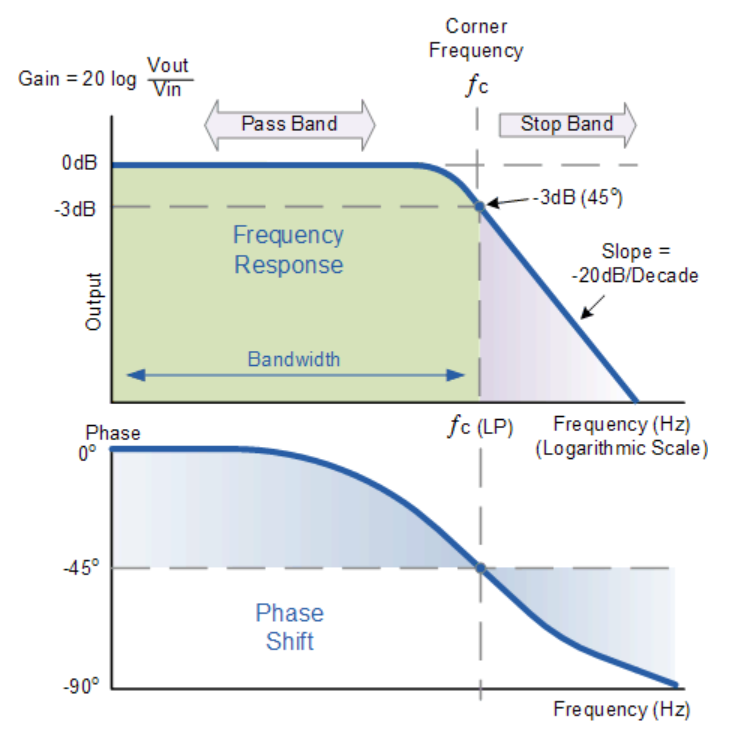 Corner
Frequency
fc
Gain = 20 log Vout
Vin
Pass Band
Stop Band
0dB
-3dB
-3dB (45°)
Frequency
Response
Slope =
-20dB/Decade
Output
Bandwidth
fc (LP)
Frequency (Hz)
(Logarithmic Scale)
Phase
0°
-45°
Phase
Shift
-90°
Frequency (Hz)